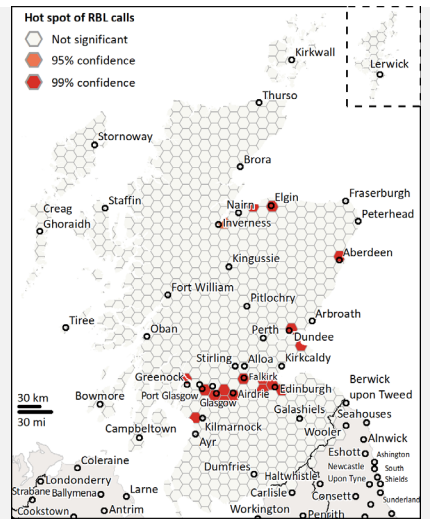 Hot spot of RBL calls
Not significant
95% confidence
99% confidence
Kirkwall
Lerwick
Thurso
Stornoway
Brora
Staffin
Creag
Ghoraidh
Nairn
Elgin
Inverness
Fraserburgh
Peterhead
Kingussie
Aberdeen
Fort William
Pitlochry
Tiree
Oban
Arbroath
Perth
Dundee
Stirling
Alloa
Kirkcaldy
Greenock
Falkirk
Port Glasgow
Airdrie
Edinburgh
Glasgow
30 km
30 mi
Bowmore
Berwick
upon Tweed
Campbeltown
Kilmarnock
Ayr
Galashiels
Seahouses
Wooler
Alnwick
Coleraine
Dumfries
Eshott
Ashington
Londonderry
Haltwhistle
Newcastle
Upon Tyne
South
Shields
Strabane
Ballymena
Larne
Carlisle
Consett
Sunderland
Cookstown
Antrim
Workington
Penrith